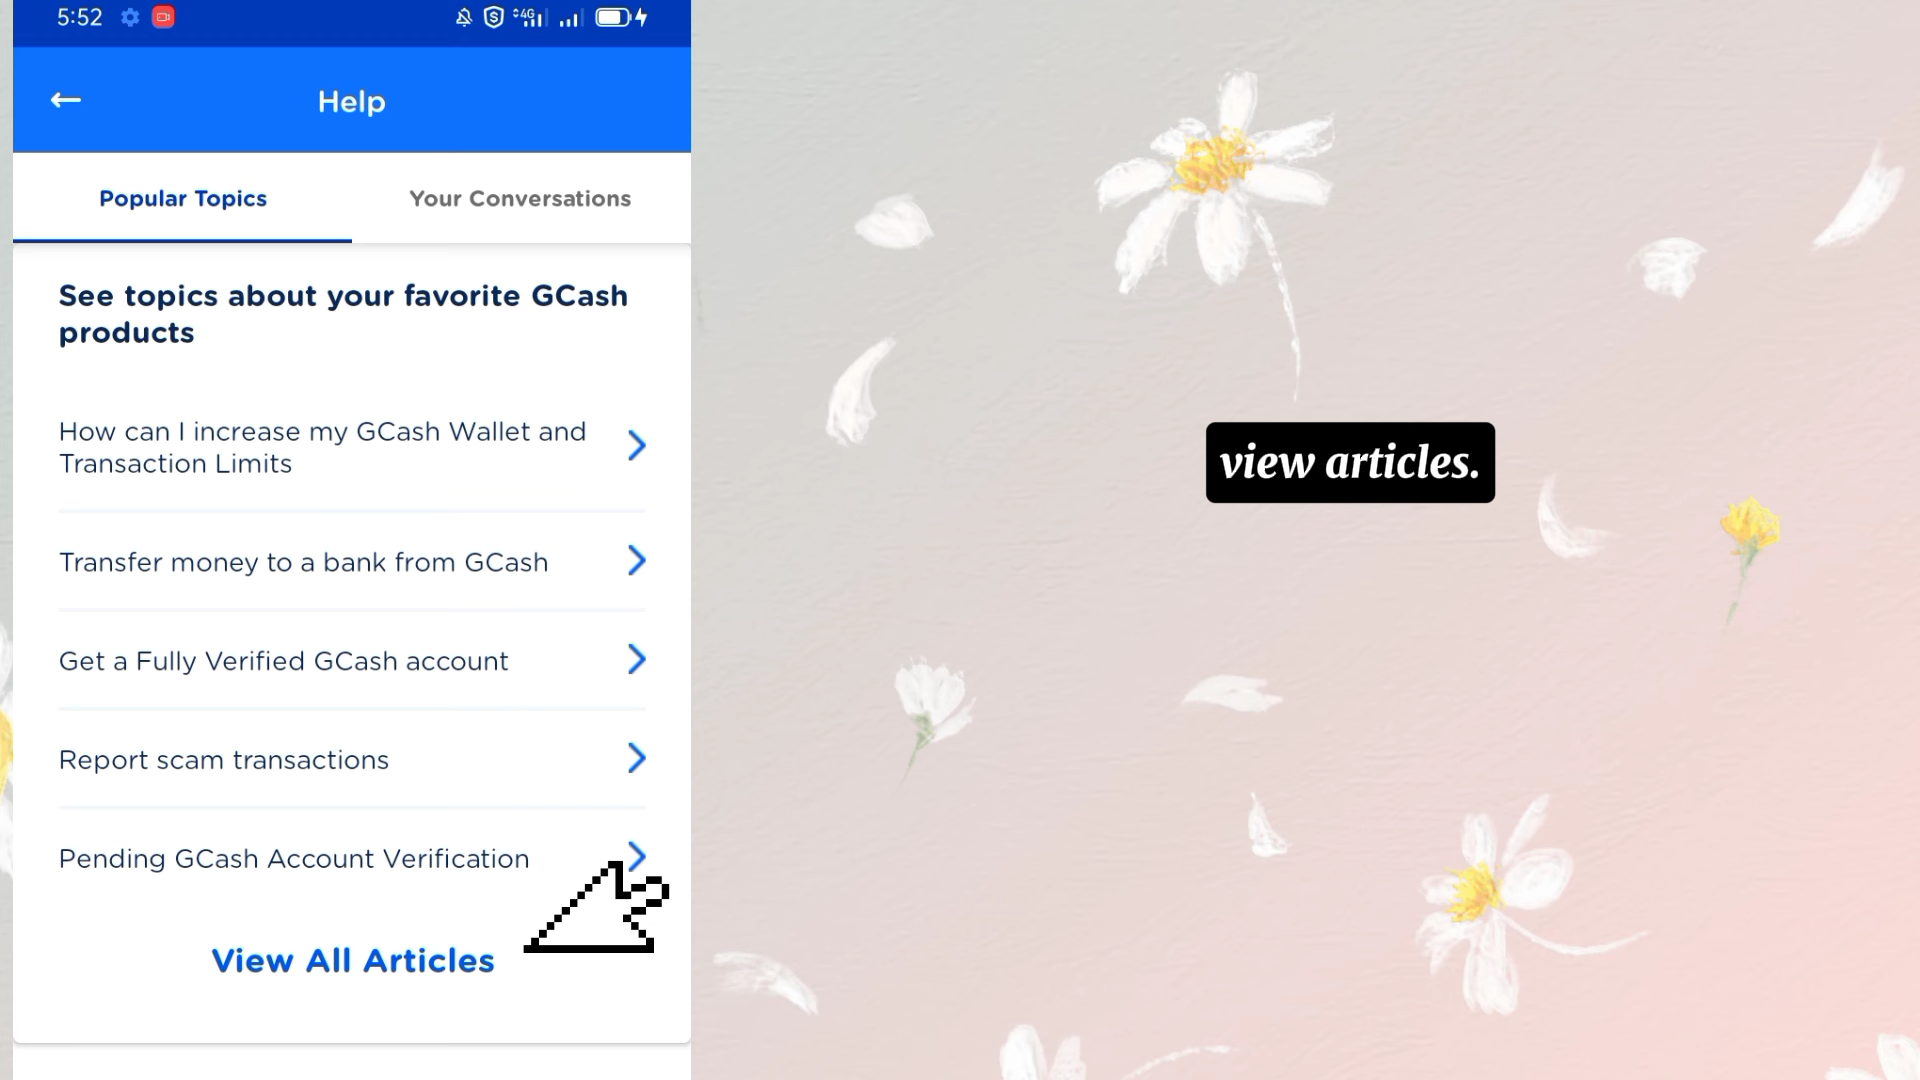 5:52
4G
Help
Popular Topics
Your Conversations
See topics about your favorite GCash
products
How can I increase my GCash Wallet and
Transaction Limits
Transfer money to a bank from GCash
Get a Fully Verified GCash account
Report scam transactions
Pending GCash Account Verification
View All Articles
view articles.